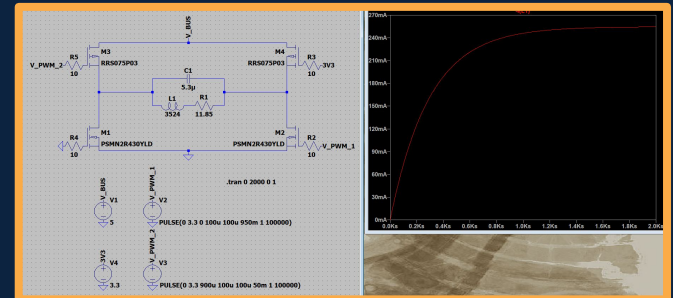 V_BUS
M3
RRS075P03
M4
RRS075P03
R5
10
V_PWM_2
R3
10
3V3
C1
5.3µ
L1
3524
R1
11.85
R4
10
M1
PSMN2R430YLD
M2
PSMN2R430YLD
R2
10
V_PWM_1
.tran 0 2000 0 1
V_BUS
V1
5
V_PWM_1
V2
PULSE(0 3.3 0 100u 100u 950m 1 100000)
3V3
V4
3.3
V_PWM_2
V3
PULSE(0 3.3 900u 100u 100u 50m 1 100000)
270mA
240mA
210mA
180mA
150mA
120mA
90mA
60mA
30mA
0mA
0.0Ks 0.2Ks 0.4Ks 0.6Ks 0.8Ks 1.0Ks 1.2Ks 1.4Ks 1.6Ks 1.8Ks 2.0Ks